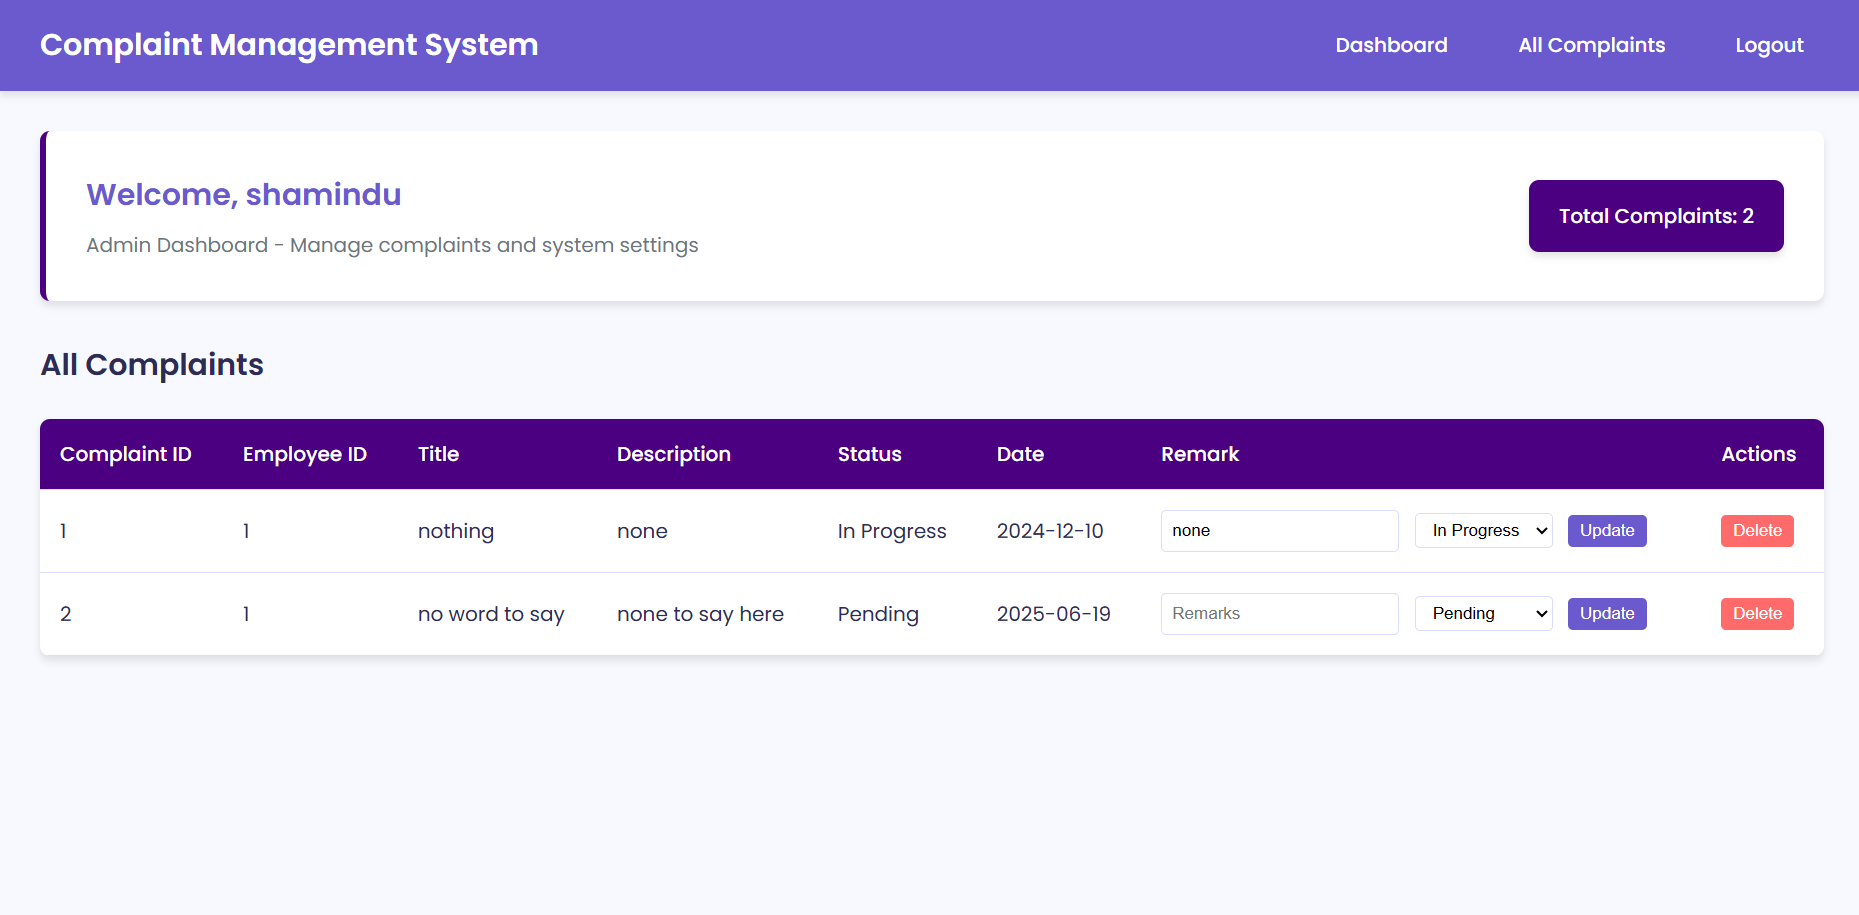 Complaint Management System Dashboard All Complaints Logout
Welcome, shamindu
Admin Dashboard - Manage complaints and system settings
Total Complaints: 2
All Complaints
Complaint ID Employee ID Title Description Status Date Remark Actions
1 1 nothing none In Progress 2024-12-10 none In Progress Update Delete
2 1 no word to say none to say here Pending 2025-06-19 Remarks Pending Update Delete